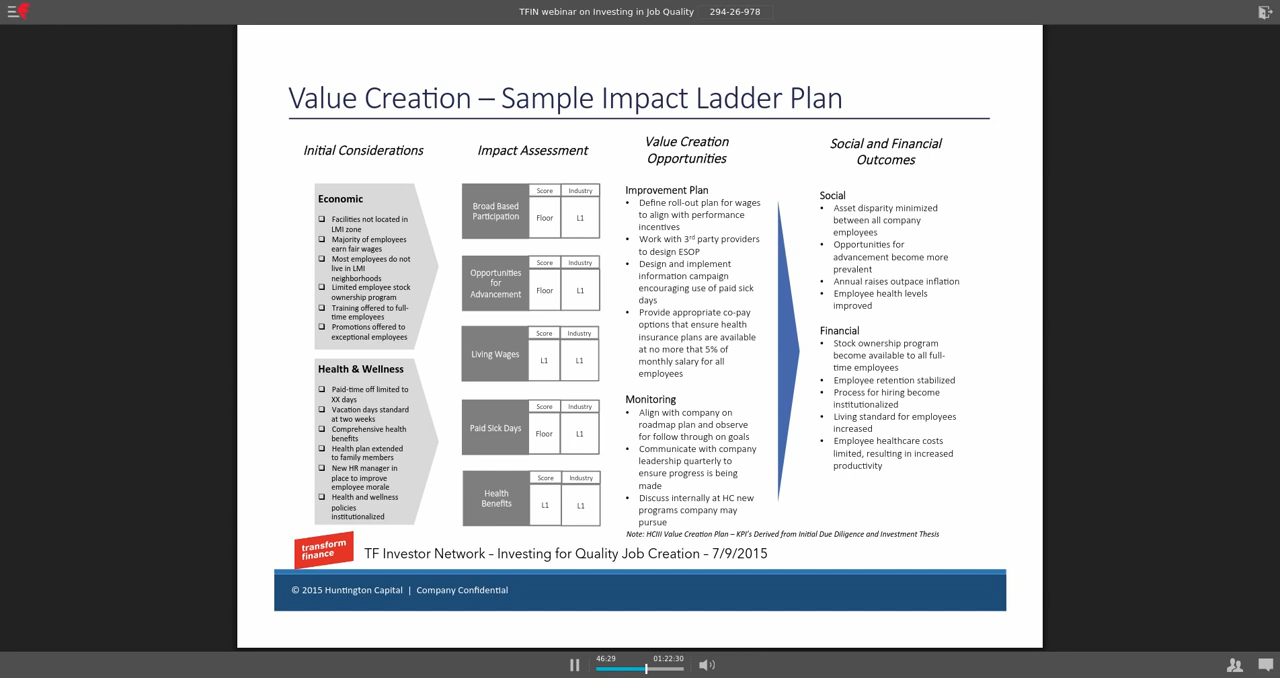 TFIN webinar on Investing in Job Quality 294-26-978
Value Creation – Sample Impact Ladder Plan
Initial Considerations
Economic
Facilities not located in
LMI zone
Majority of employees
earn fair wages
Most employees do not
live in LMI
neighborhoods
Limited employee stock
ownership program
Training offered to full-
time employees
Promotions offered to
exceptional employees
Health & Wellness
Paid-time off limited to
XX days
Vacation days standard
at two weeks
Comprehensive health
benefits
Health plan extended
to family members
New HR manager in
place to improve
employee morale
Health and wellness
policies
institutionalized
Impact Assessment
Broad Based
Participation
Score Industry
Floor L1
Opportunities
for
Advancement
Score Industry
Floor L1
Living Wages
Score Industry
L1 L1
Paid Sick Days
Score Industry
Floor L1
Health
Benefits
Score Industry
L1 L1
Value Creation
Opportunities
Improvement Plan
• Define roll-out plan for wages
to align with performance
incentives
• Work with 3rd party providers
to design ESOP
• Design and implement
information campaign
encouraging use of paid sick
days
• Provide appropriate co-pay
options that ensure health
insurance plans are available
at no more that 5% of
monthly salary for all
employees
Monitoring
• Align with company on
roadmap plan and observe
for follow through on goals
• Communicate with company
leadership quarterly to
ensure progress is being
made
• Discuss internally at HC new
programs company may
pursue
Social and Financial
Outcomes
Social
• Asset disparity minimized
between all company
employees
• Opportunities for
advancement become more
prevalent
• Annual raises outpace inflation
• Employee health levels
improved
Financial
• Stock ownership program
become available to all full-
time employees
• Employee retention stabilized
• Process for hiring become
institutionalized
• Living standard for employees
increased
• Employee healthcare costs
limited, resulting in increased
productivity
Note: HCIII Value Creation Plan – KPI's Derived from Initial Due Diligence and Investment Thesis
transform
finance
TF Investor Network - Investing for Quality Job Creation - 7/9/2015
© 2015 Huntington Capital | Company Confidential
46:29 01:22:30